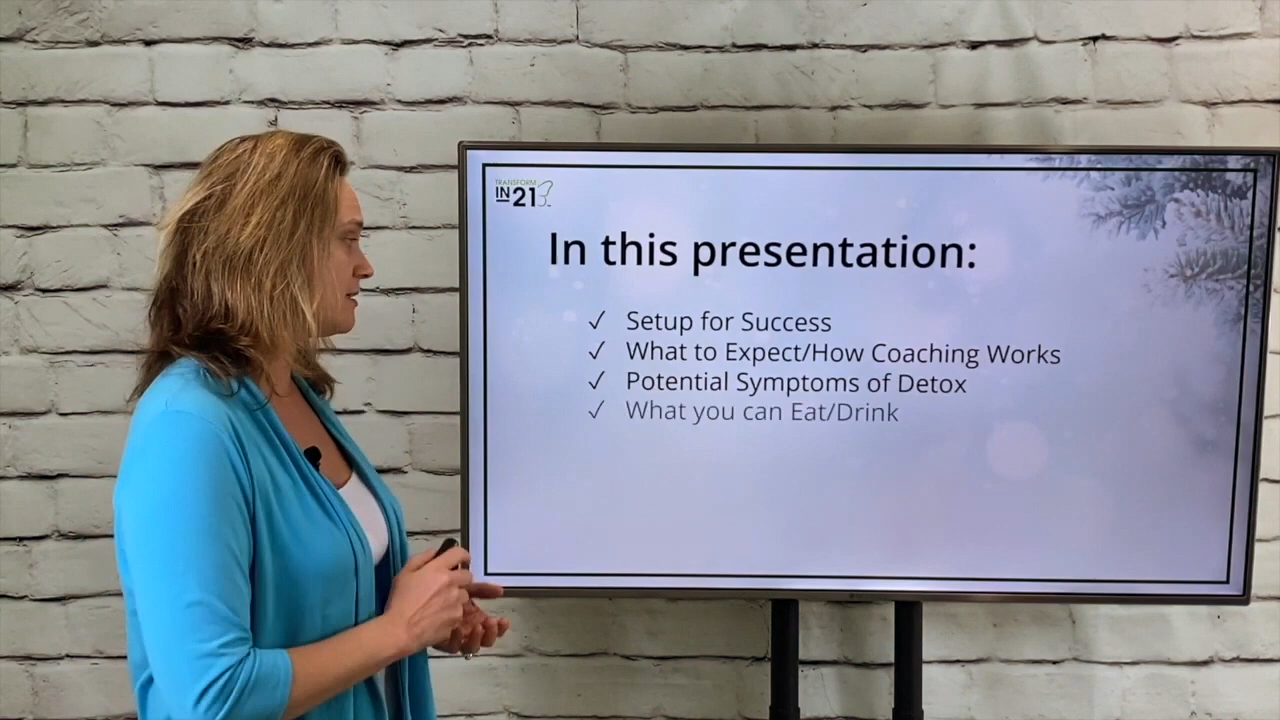 TRANSFORM
IN 21
In this presentation:
✓ Setup for Success
✓ What to Expect/How Coaching Works
✓ Potential Symptoms of Detox
✓ What you can Eat/Drink